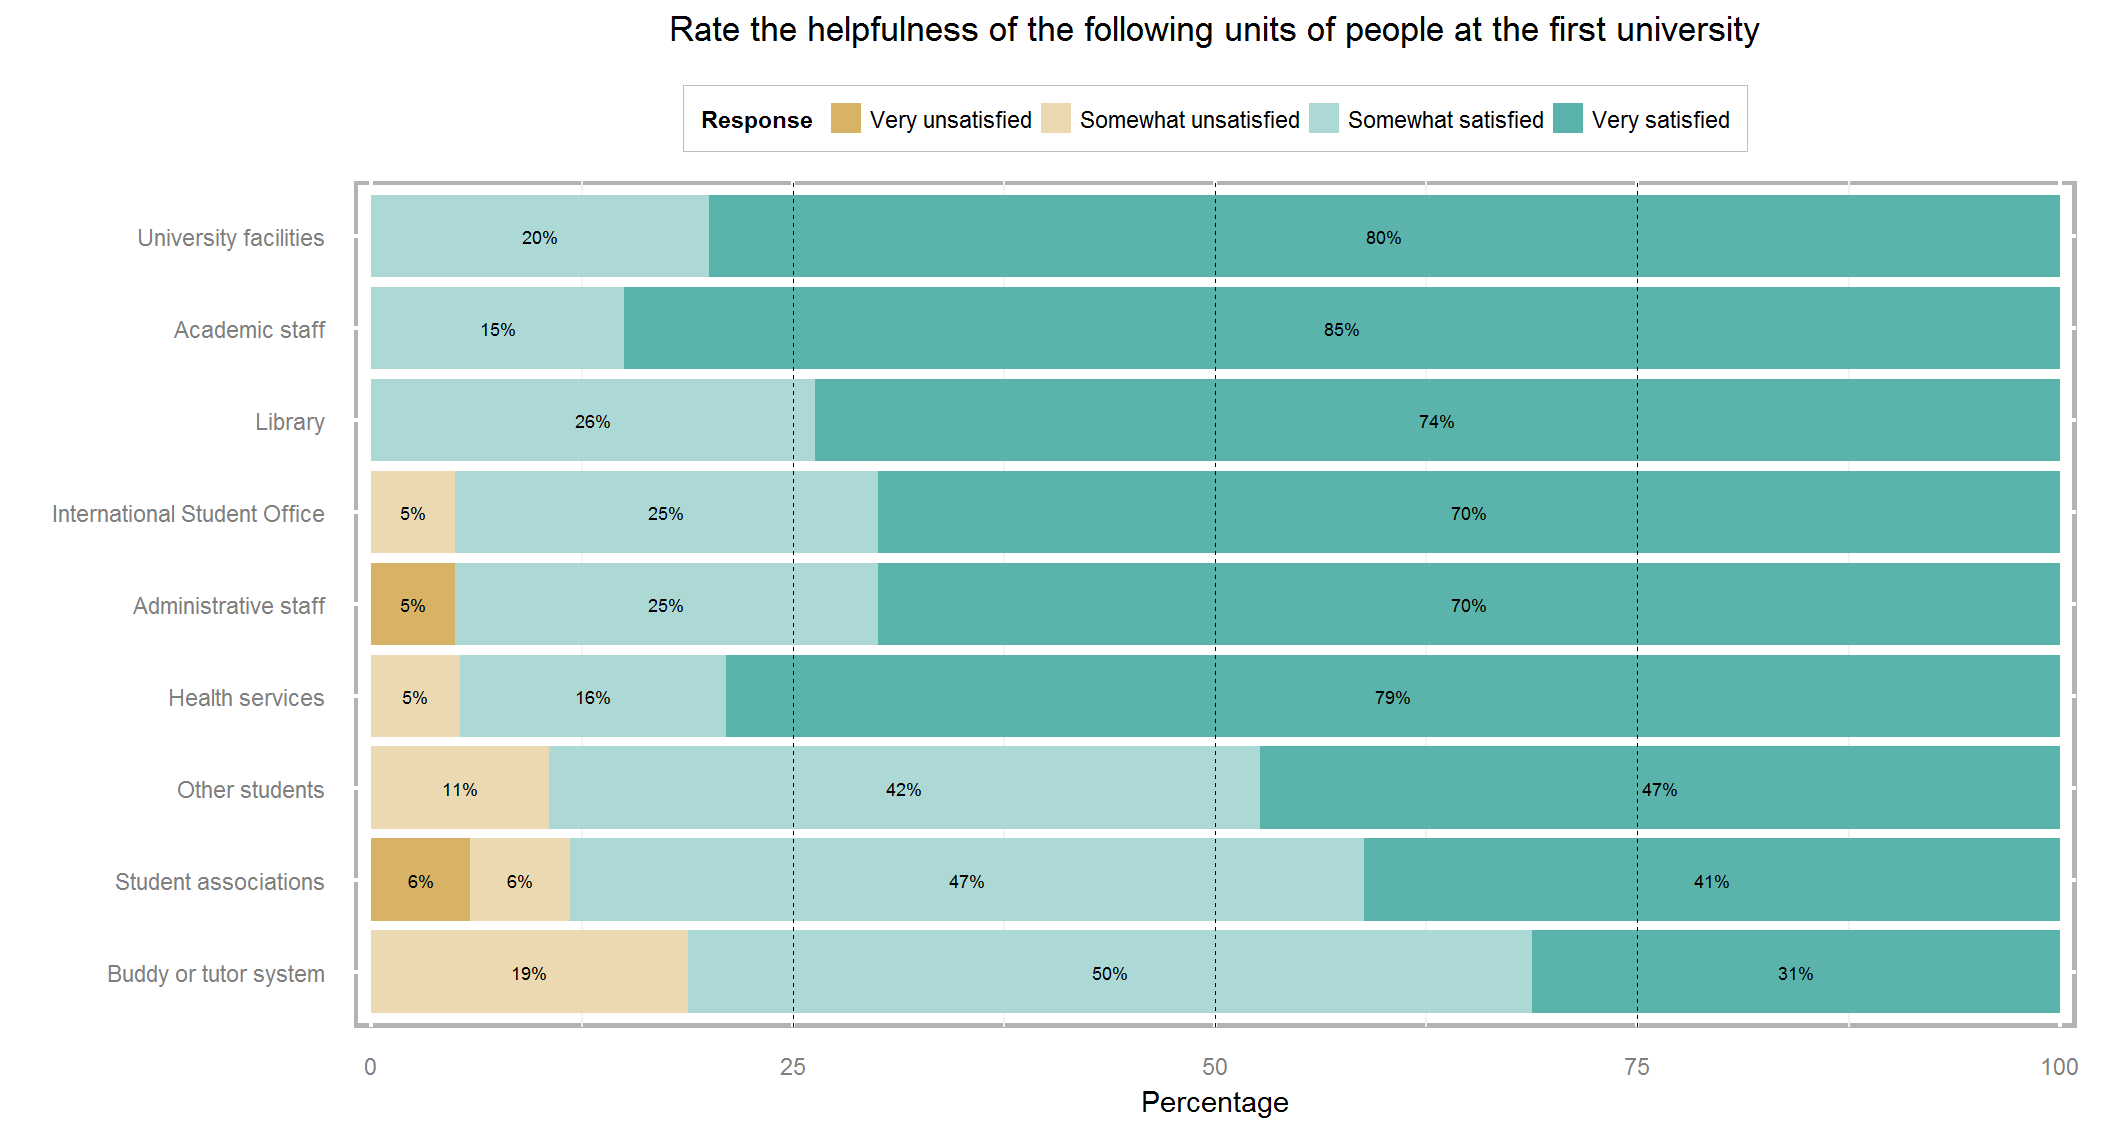 Rate the helpfulness of the following units of people at the first university
Response Very unsatisfied Somewhat unsatisfied Somewhat satisfied Very satisfied
University facilities 20% 80%
Academic staff 15% 85%
Library 26% 74%
International Student Office 5% 25% 70%
Administrative staff 5% 25% 70%
Health services 5% 16% 79%
Other students 11% 42% 47%
Student associations 6% 6% 47% 41%
Buddy or tutor system 19% 50% 31%
0 25 50 75 100
Percentage